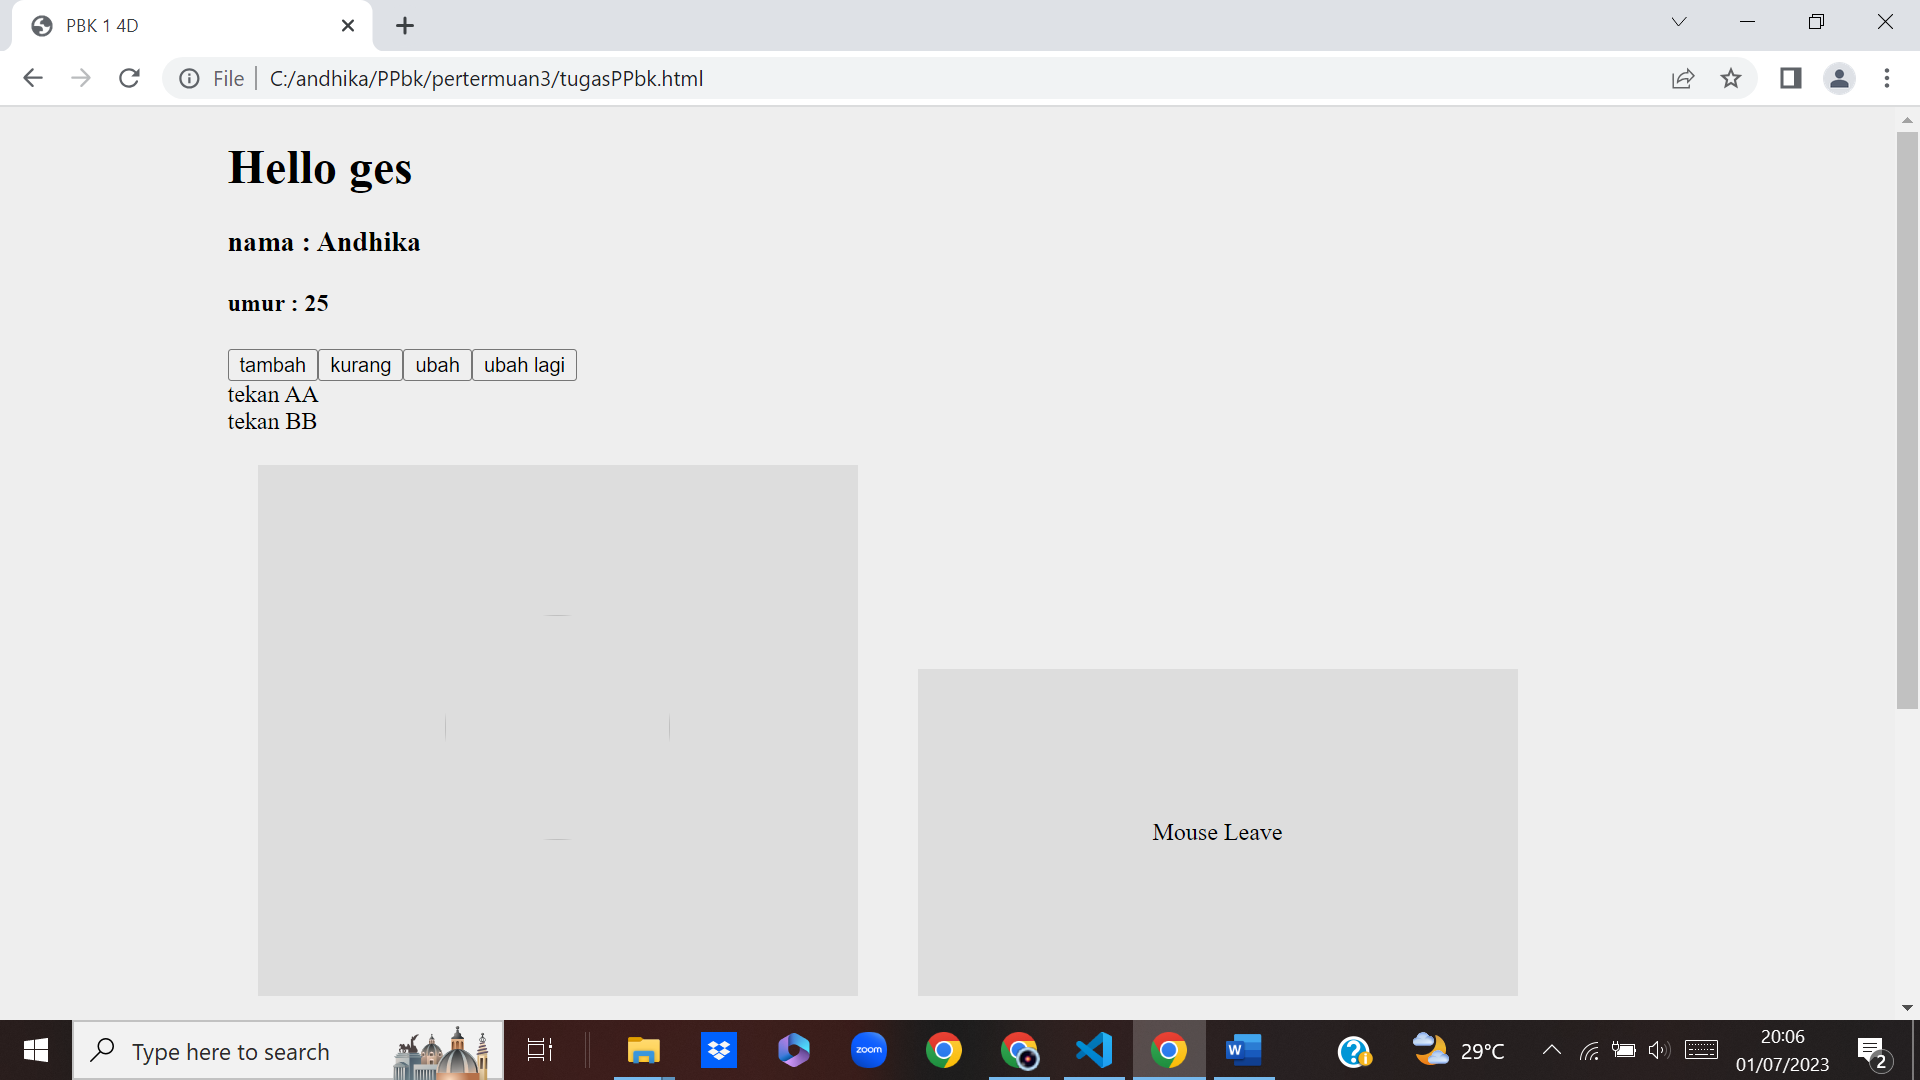 PBK 1 4D
File
C:/andhika/PPbk/pertermuan3/tugasPPbk.html
Hello ges
nama : Andhika
umur : 25
tambah kurang ubah ubah lagi
tekan AA
tekan BB
Mouse Leave
Type here to search
zoom
W
29°C
20:06
01/07/2023
2